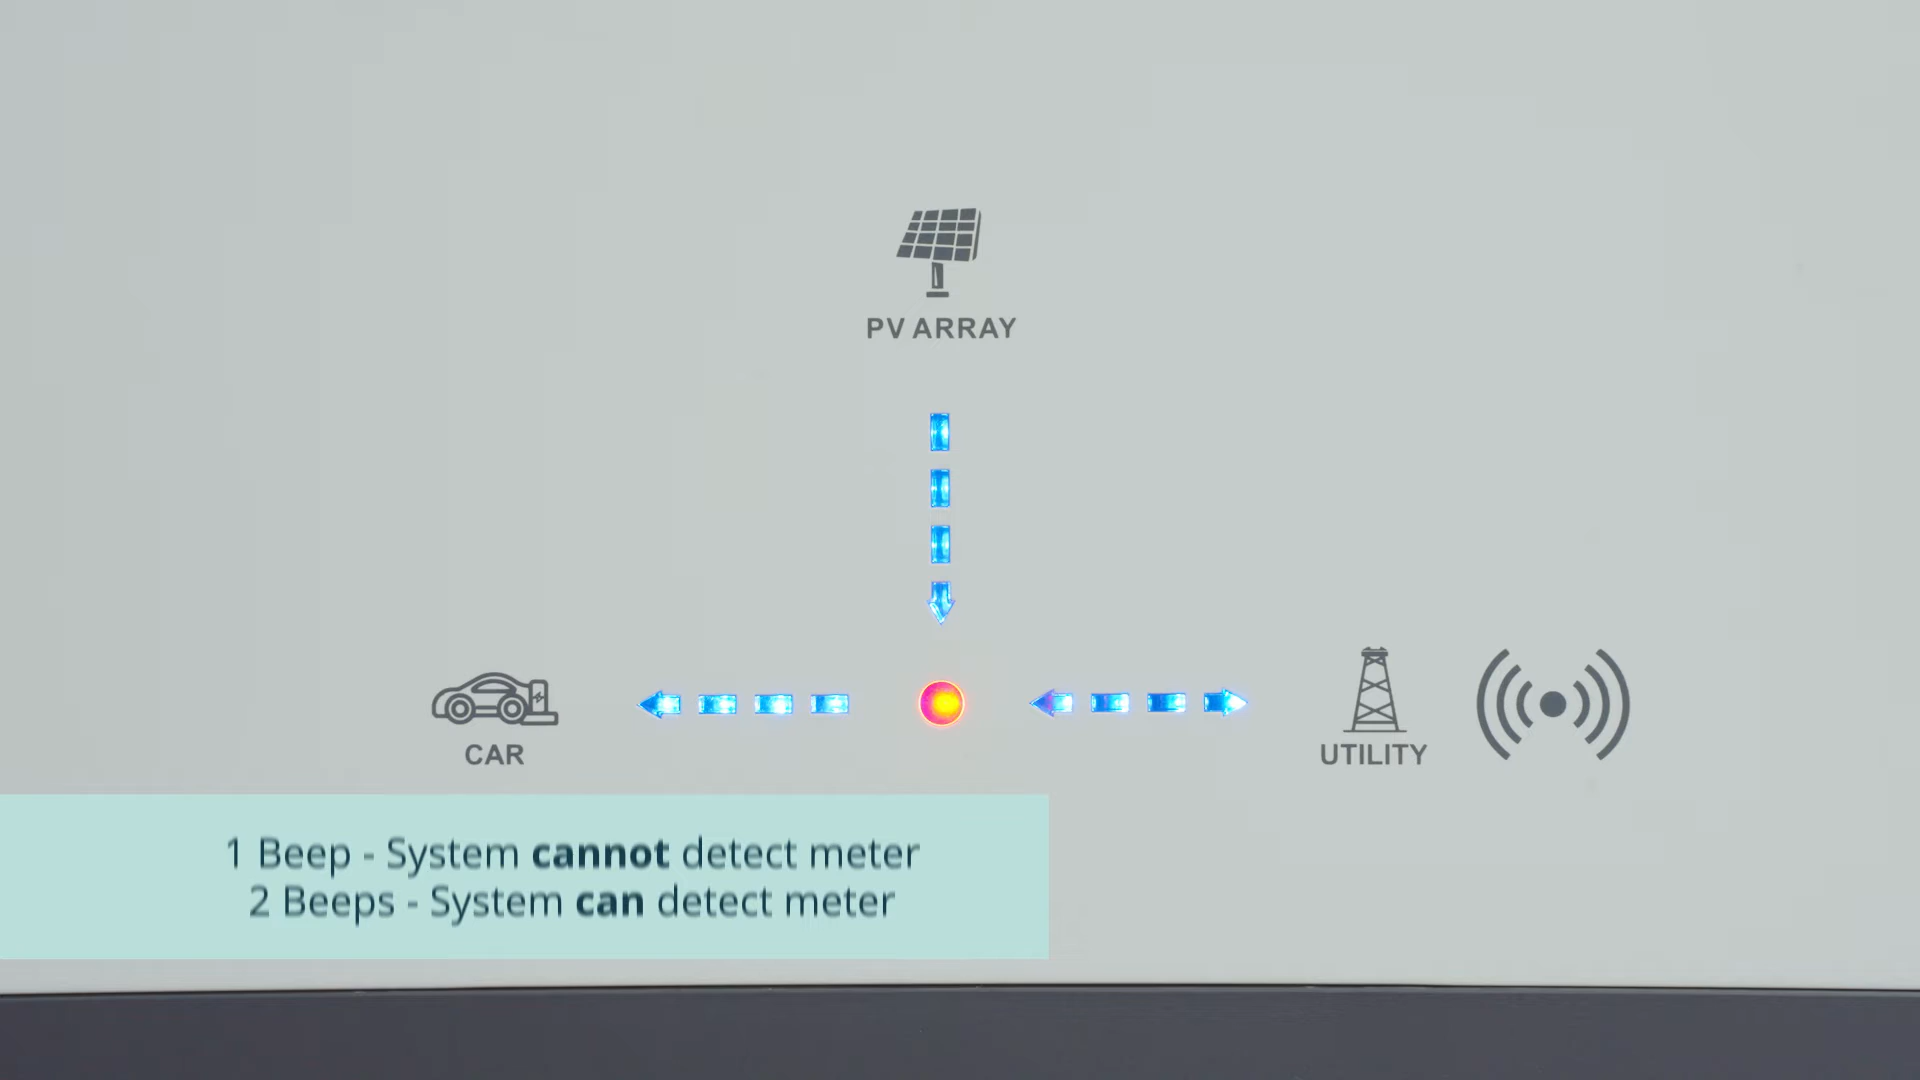 PV ARRAY
CAR
UTILITY
1 Beep - System cannot detect meter
2 Beeps - System can detect meter